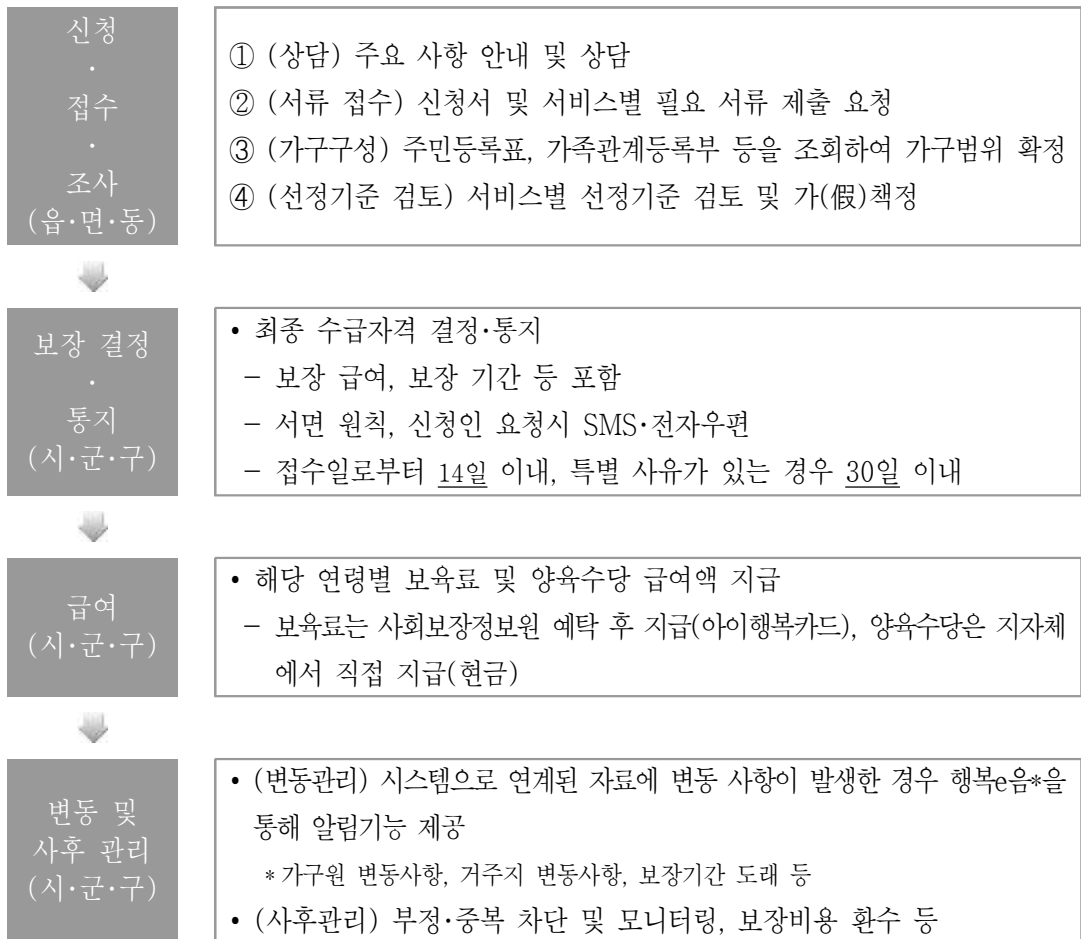 신청
·
접수
·
조사
(읍·면·동)
① (상담) 주요 사항 안내 및 상담
② (서류 접수) 신청서 및 서비스별 필요 서류 제출 요청
③ (가구구성) 주민등록표, 가족관계등록부 등을 조회하여 가구범위 확정
④ (선정기준 검토) 서비스별 선정기준 검토 및 가(假)책정
보장 결정
·
통지
(시·군·구)
• 최종 수급자격 결정·통지
－ 보장 급여, 보장 기간 등 포함
－ 서면 원칙, 신청인 요청시 SMS·전자우편
－ 접수일로부터 14일 이내, 특별 사유가 있는 경우 30일 이내
급여
(시·군·구)
• 해당 연령별 보육료 및 양육수당 급여액 지급
－ 보육료는 사회보장정보원 예탁 후 지급(아이행복카드), 양육수당은 지자체
에서 직접 지급(현금)
변동 및
사후 관리
(시·군·구)
• (변동관리) 시스템으로 연계된 자료에 변동 사항이 발생한 경우 행복e음*을
통해 알림기능 제공
* 가구원 변동사항, 거주지 변동사항, 보장기간 도래 등
• (사후관리) 부정·중복 차단 및 모니터링, 보장비용 환수 등